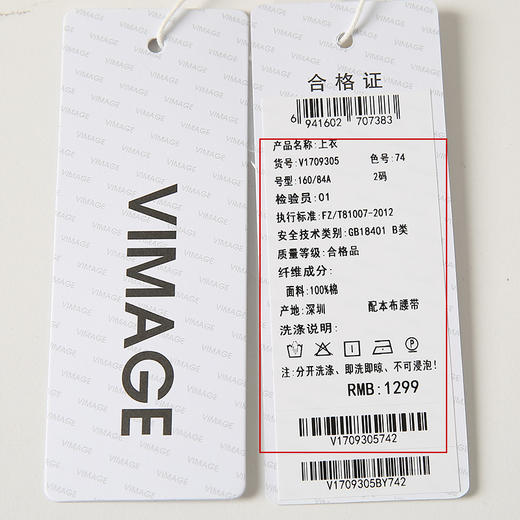 VIMAGE
合格证
6 941602 707383
产品名称:上衣
货号:V1709305 色号:74
号型:160/84A 2码
检验员:01
执行标准:FZ/T81007-2012
安全技术类别:GB18401 B类
质量等级:合格品
纤维成分:
面料:100%棉
产地:深圳 配本布腰带
洗涤说明:
P
注:分开洗涤、即洗即晾、不可浸泡!
RMB:1299
V1709305742
V1709305BY742